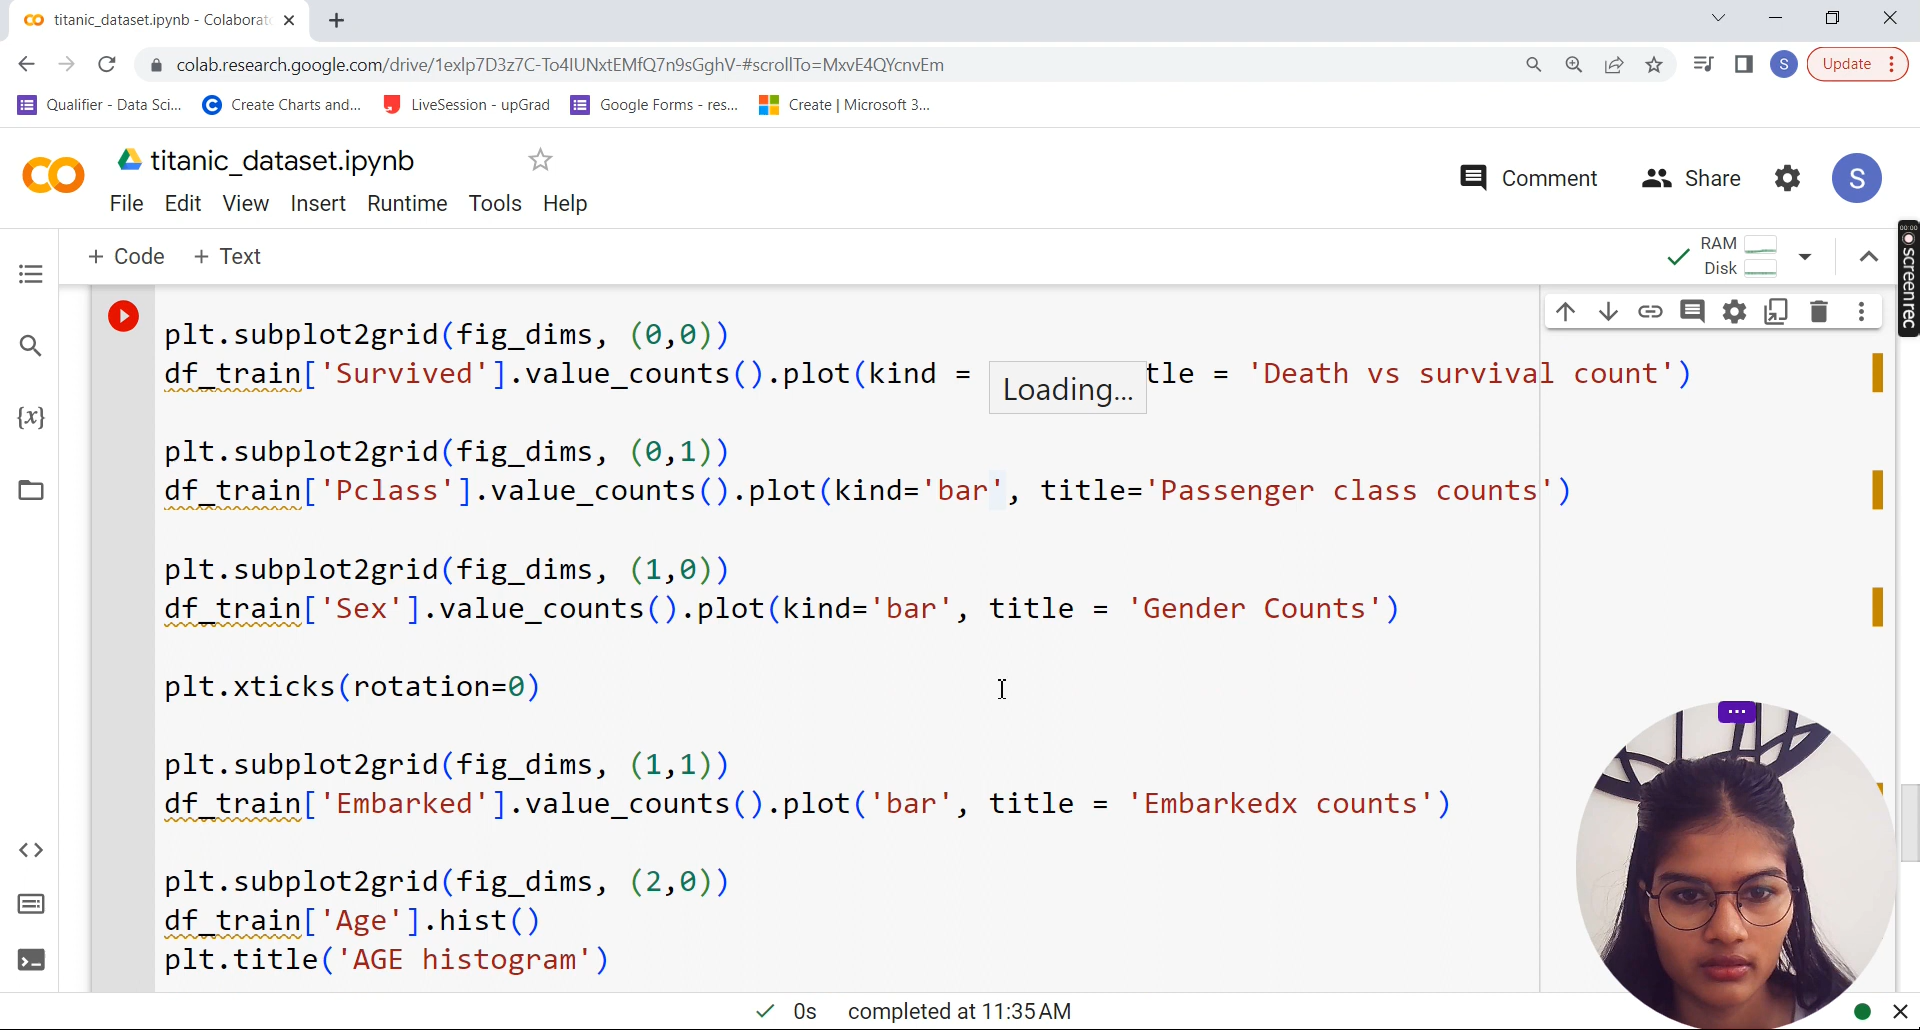 titanic_dataset.ipynb - Colaborat
colab.research.google.com/drive/1exlp7D3z7C-To4IUNxtEMfQ7n9sGghV-#scrollTo=MxvE4QYcnvEm
S
Update
Qualifier - Data Sci...
Create Charts and...
LiveSession - upGrad
Google Forms - res...
Create | Microsoft 3...
titanic_dataset.ipynb
Comment
Share
S
File Edit View Insert Runtime Tools Help
+ Code + Text
RAM
Disk
00:00
screenrec
plt.subplot2grid(fig_dims, (0,0))
df_train['Survived'].value_counts().plot(kind = tle = 'Death vs survival count')
Loading...
plt.subplot2grid(fig_dims, (0,1))
df_train['Pclass'].value_counts().plot(kind='bar', title='Passenger class counts')
plt.subplot2grid(fig_dims, (1,0))
df_train['Sex'].value_counts().plot(kind='bar', title = 'Gender Counts')
plt.xticks(rotation=0)
plt.subplot2grid(fig_dims, (1,1))
df_train['Embarked'].value_counts().plot('bar', title = 'Embarkedx counts')
plt.subplot2grid(fig_dims, (2,0))
df_train['Age'].hist()
plt.title('AGE histogram')
{x}
0s completed at 11:35 AM